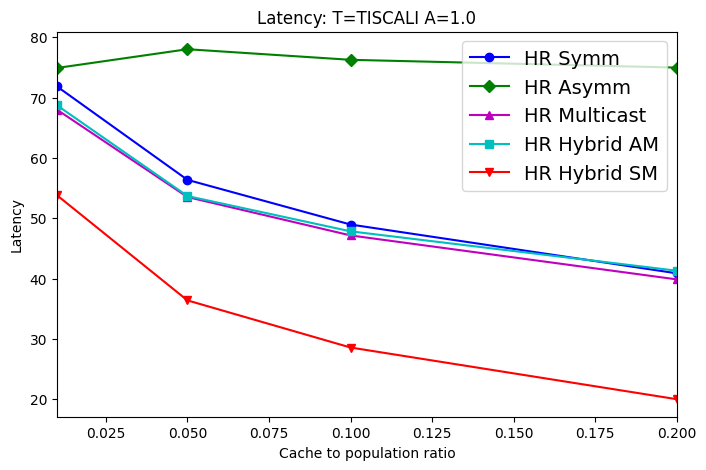 Latency: T=TISCALI A=1.0
80
70
60
50
40
30
20
Latency
HR Symm
HR Asymm
HR Multicast
HR Hybrid AM
HR Hybrid SM
0.025 0.050 0.075 0.100 0.125 0.150 0.175 0.200
Cache to population ratio